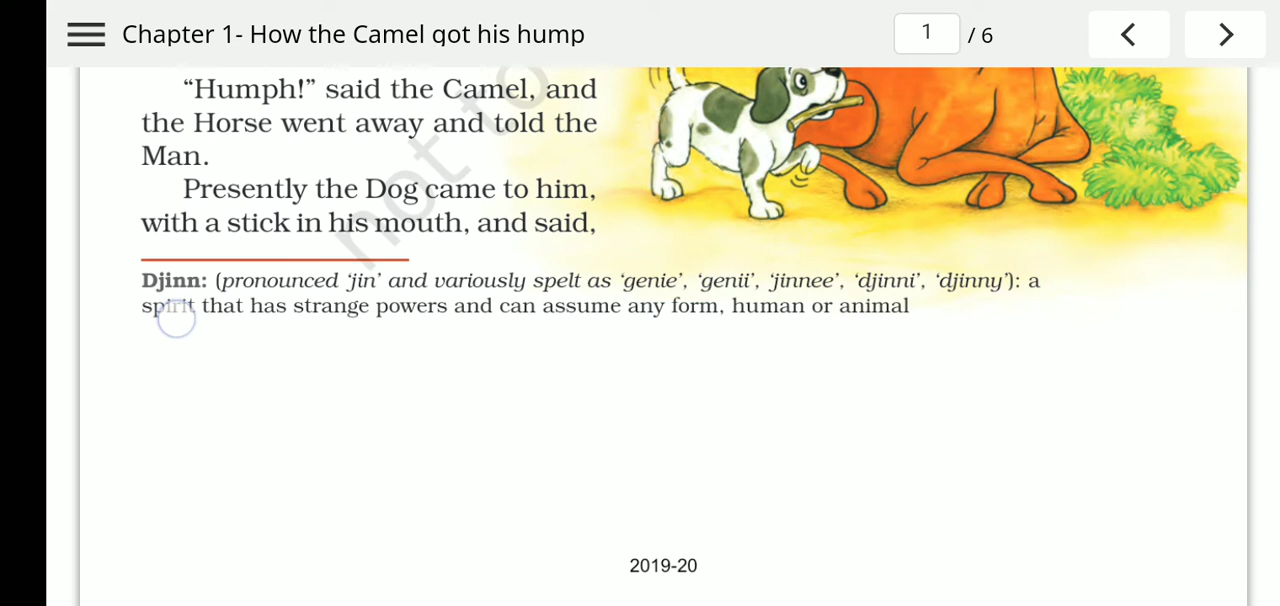 Chapter 1- How the Camel got his hump
1 / 6
“Humph!” said the Camel, and
the Horse went away and told the
Man.
Presently the Dog came to him,
with a stick in his mouth, and said,
not to
Djinn: (pronounced ‘jin’ and variously spelt as ‘genie’, ‘genii’, ‘jinnee’, ‘djinni’, ‘djinny’): a
spirit that has strange powers and can assume any form, human or animal
2019-20